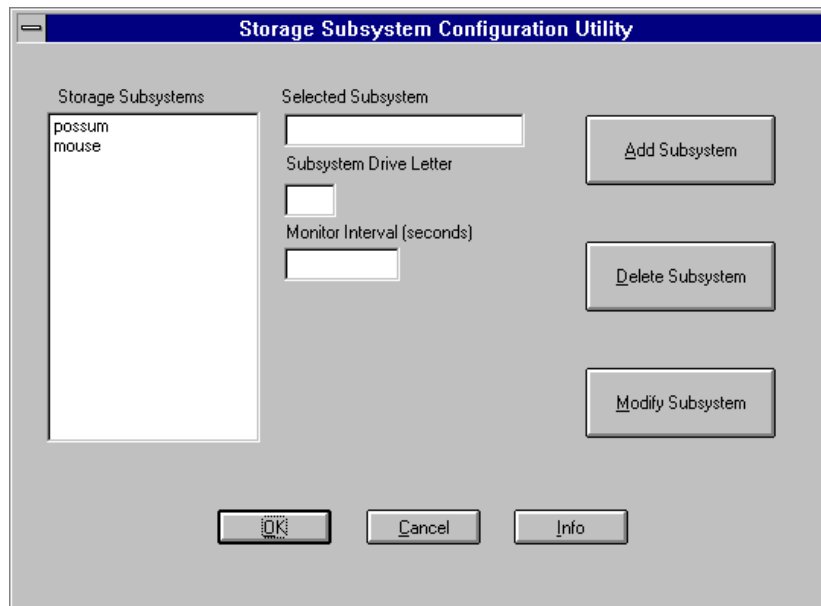 Storage Subsystem Configuration Utility
Storage Subsystems
possum
mouse
Selected Subsystem
Subsystem Drive Letter
Monitor Interval (seconds)
Add Subsystem
Delete Subsystem
Modify Subsystem
OK
Cancel
Info